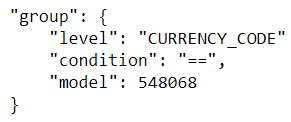 "group": {
    "level": "CURRENCY_CODE"
    "condition": "==",
    "model": 548068
}